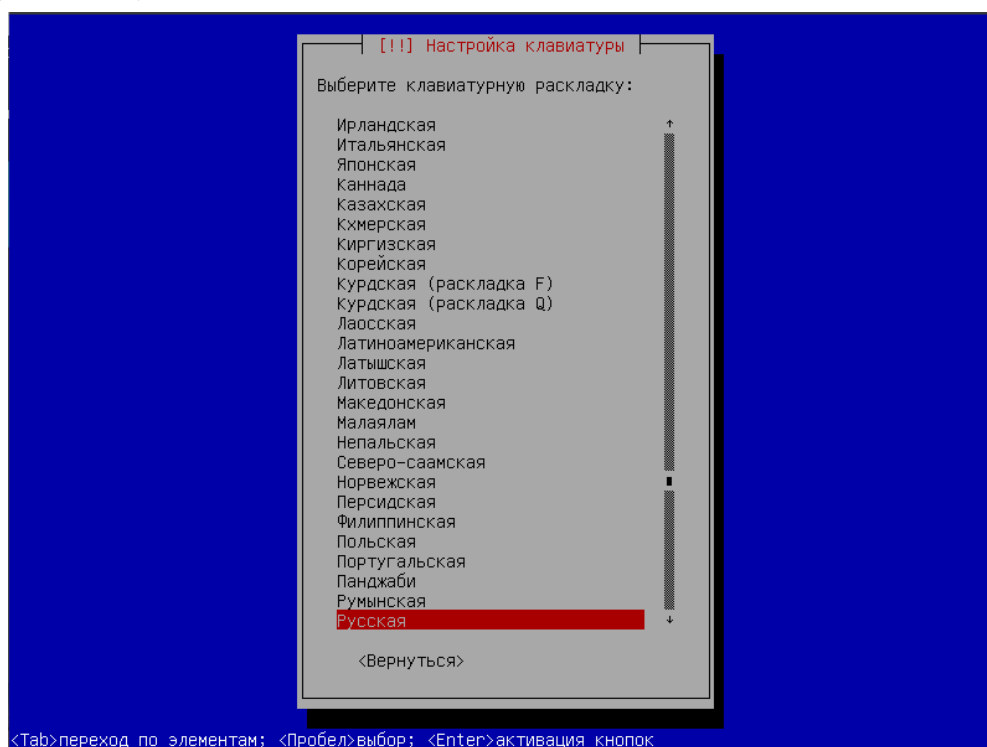 [!!] Настройка клавиатуры
Выберите клавиатурную раскладку:
Ирландская
Итальянская
Японская
Каннада
Казахская
Кхмерская
Киргизская
Корейская
Курдская (раскладка F)
Курдская (раскладка Q)
Лаосская
Латиноамериканская
Латышская
Литовская
Македонская
Малаялам
Непальская
Северо-саамская
Норвежская
Персидская
Филиппинская
Польская
Португальская
Панджаби
Румынская
Русская
<Вернуться>
<Tab>переход по элементам; <Пробел>выбор; <Enter>активация кнопок